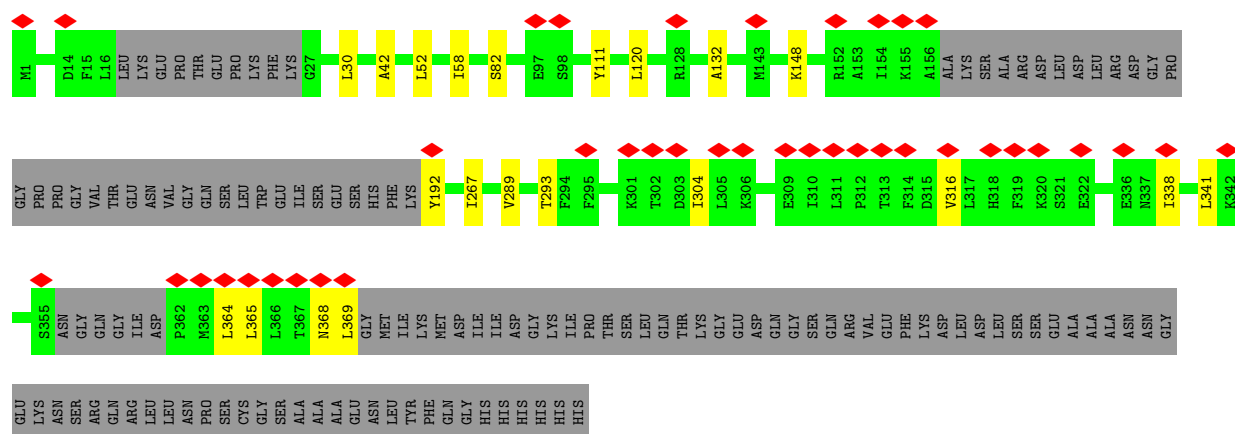 M1 D14 F15 L16 LEU LYS GLU PRO THR GLU PRO LYS PHE LYS G27 L30 A42 L52 I58 S82 E97 S98 Y111 L120 R128 A132 M143 K148 R152 A153 I154 K155 A156 ALA LYS SER ALA ARG ASP LEU ASP LEU ARG ASP GLY PRO
GLY PRO PRO GLY VAL THR GLU ASN VAL GLY GLN SER LEU TRP GLU ILE SER GLU SER HIS PHE LYS Y192 I267 V289 T293 F294 F295 K301 T302 D303 I304 L305 K306 E309 I310 L311 P312 T313 F314 D315 V316 L317 H318 F319 K320 S321 E322 E336 N337 I338 L341 K342
S355 ASN GLY GLN GLY ILE ASP P362 M363 L364 L365 L366 T367 N368 L369 GLY MET ILE LYS MET ASP ILE ILE ASP GLY LYS ILE PRO THR SER LEU GLN THR LYS GLY GLU ASP GLN GLY SER GLN ARG VAL GLU PHE LYS ASP LEU ASP LEU SER SER GLU ALA ALA ALA ASN ASN GLY
GLU LYS ASN SER ARG GLN ARG LEU LEU ASN PRO SER CYS GLY SER ALA ALA ALA GLU ASN LEU TYR PHE GLN GLY HIS HIS HIS HIS HIS HIS